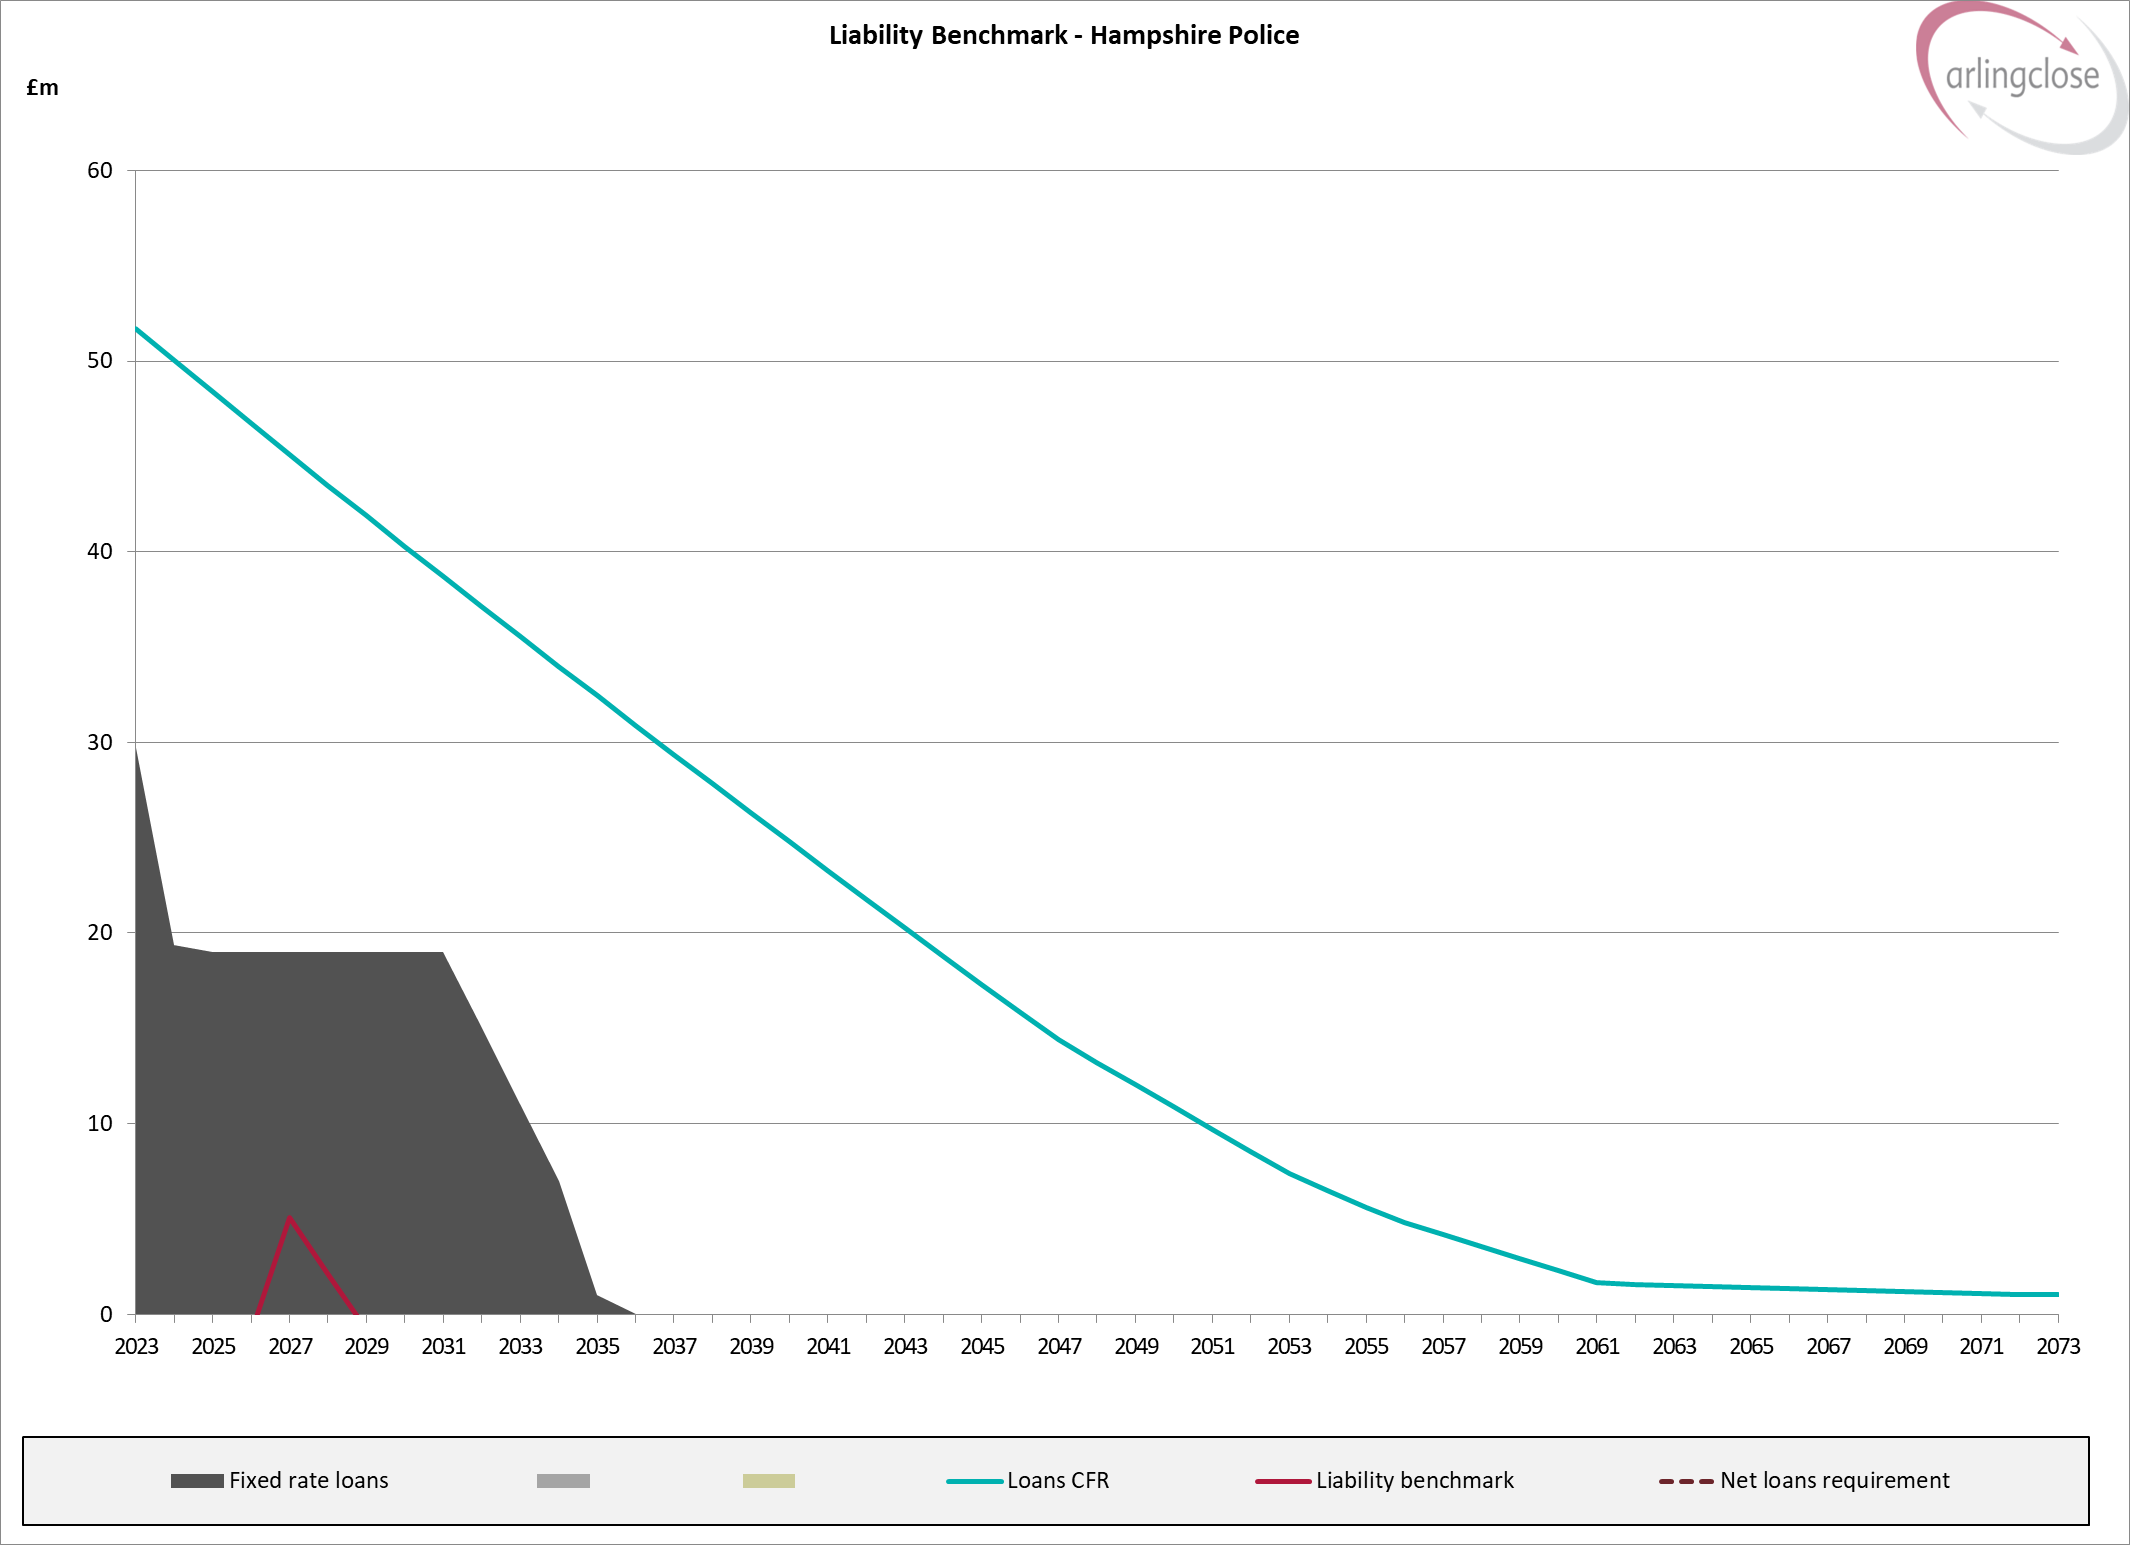 Liability Benchmark - Hampshire Police
arlingclose
£m
60
50
40
30
20
10
0
2023 2025 2027 2029 2031 2033 2035 2037 2039 2041 2043 2045 2047 2049 2051 2053 2055 2057 2059 2061 2063 2065 2067 2069 2071 2073
Fixed rate loans Loans CFR Liability benchmark Net loans requirement